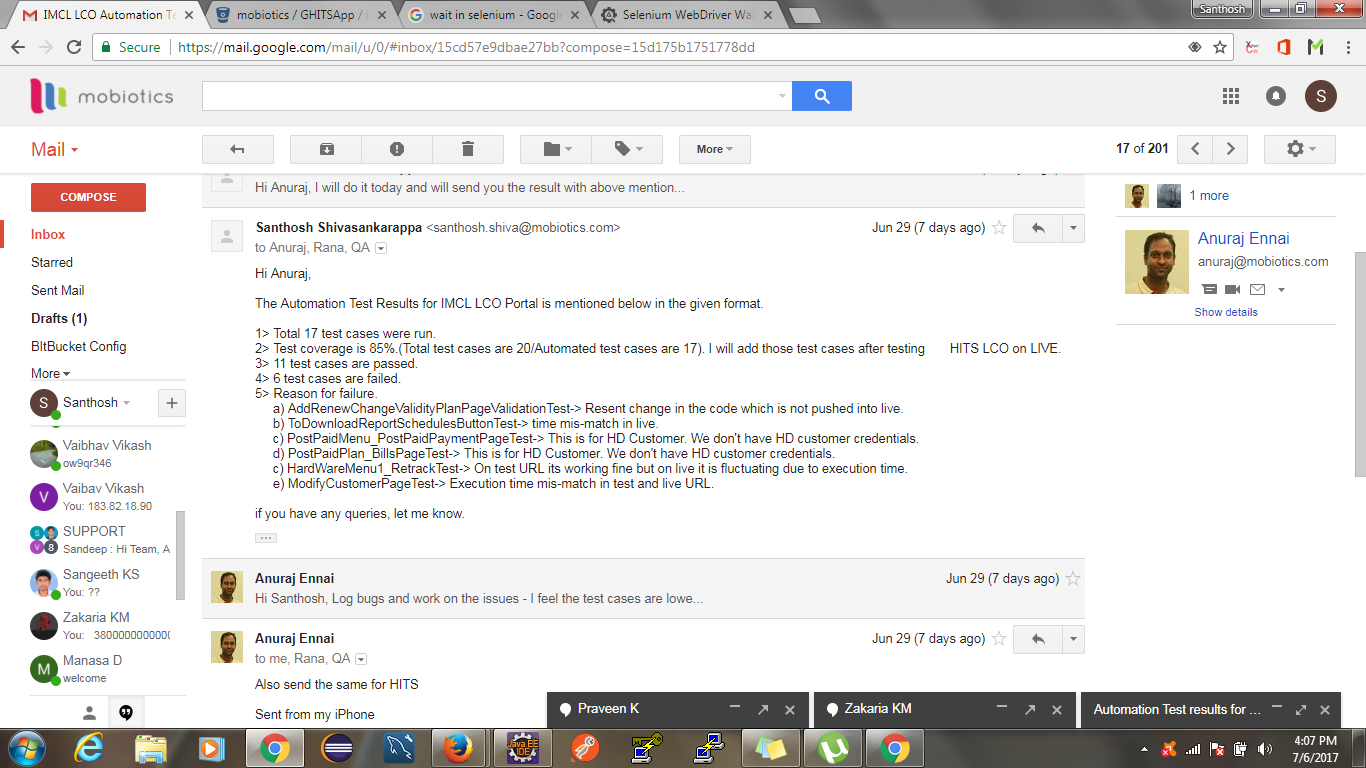 IMCL LCO Automation Te
mobiotics / GHITSApp /
wait in selenium - Google
Selenium WebDriver Wai
Santhosh
Secure https://mail.google.com/mail/u/0/#inbox/15cd57e9dbae27bb?compose=15d175b1751778dd
mobiotics
S
Mail
More
17 of 201
COMPOSE
Inbox
Starred
Sent Mail
Drafts (1)
BItBucket Config
More
S Santhosh
Vaibhav Vikash
ow9qr346
V Vaibav Vikash
You: 183.82.18.90
SUPPORT
S V 8 Sandeep : Hi Team, A
Sangeeth KS
You: ??
Zakaria KM
You: 3800000000000
M Manasa D
welcome
Hi Anuraj, I will do it today and will send you the result with above mention...
Santhosh Shivasankarappa <santhosh.shiva@mobiotics.com> Jun 29 (7 days ago)
to Anuraj, Rana, QA
Hi Anuraj,
The Automation Test Results for IMCL LCO Portal is mentioned below in the given format.
1> Total 17 test cases were run.
2> Test coverage is 85%.(Total test cases are 20/Automated test cases are 17). I will add those test cases after testing HITS LCO on LIVE.
3> 11 test cases are passed.
4> 6 test cases are failed.
5> Reason for failure.
a) AddRenewChangeValidityPlanPageValidationTest-> Resent change in the code which is not pushed into live.
b) ToDownloadReportSchedulesButtonTest-> time mis-match in live.
c) PostPaidMenu_PostPaidPaymentPageTest-> This is for HD Customer. We don't have HD customer credentials.
d) PostPaidPlan_BillsPageTest-> This is for HD Customer. We don't have HD customer credentials.
c) HardWareMenu1_RetrackTest-> On test URL its working fine but on live it is fluctuating due to execution time.
e) ModifyCustomerPageTest-> Execution time mis-match in test and live URL.
if you have any queries, let me know.
Anuraj Ennai Jun 29 (7 days ago)
Hi Santhosh, Log bugs and work on the issues - I feel the test cases are lowe...
Anuraj Ennai Jun 29 (7 days ago)
to me, Rana, QA
Also send the same for HITS
Sent from my iPhone
1 more
Anuraj Ennai
anuraj@mobiotics.com
Show details
Praveen K
Zakaria KM
Automation Test results for ...
Java EE
IDE
4:07 PM
7/6/2017